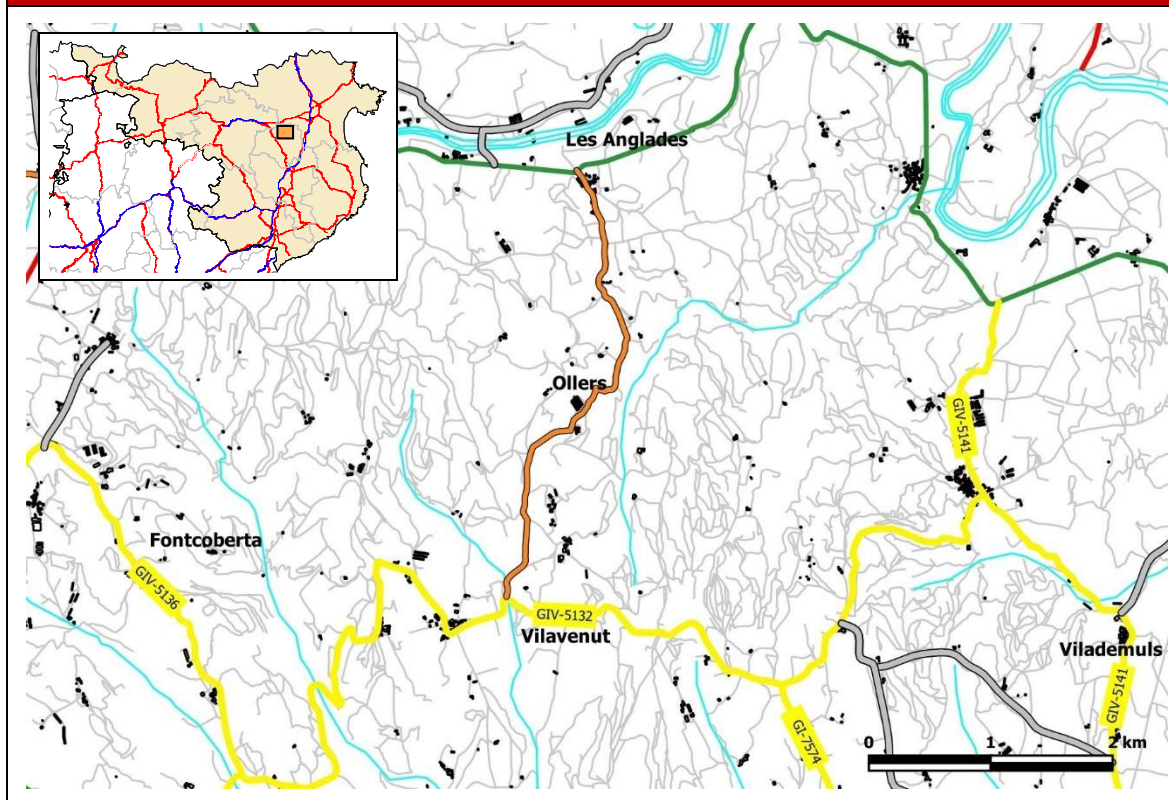 Les Anglades
Ollers
GIV-5141
Fontcoberta
GIV-5136
GIV-5132
Vilavenut
Vilademuls
GIV-5141
GI-7574
0 1 2 km